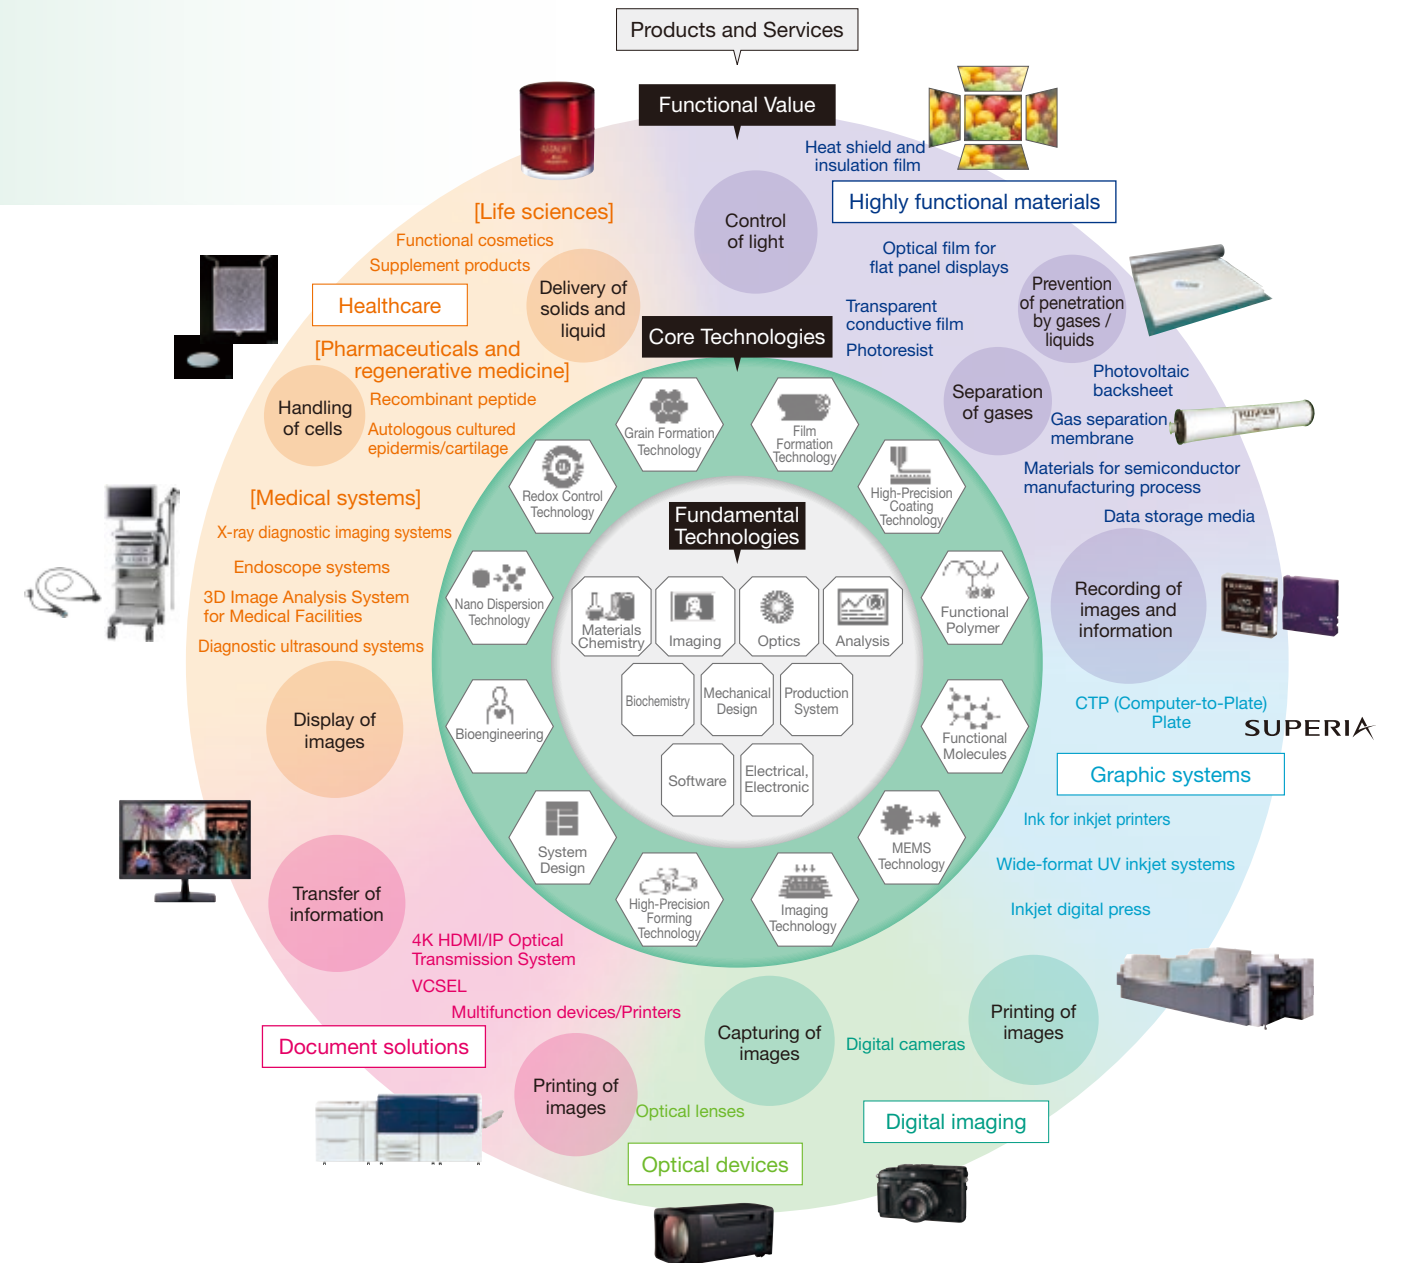 Products and Services
Functional Value
Heat shield and
insulation film
Highly functional materials
Control
of light
[Life sciences]
Functional cosmetics
Supplement products
Delivery of
solids and
liquid
Healthcare
Optical film for
flat panel displays
Prevention
of penetration
by gases /
liquids
Transparent
conductive film
Photoresist
Core Technologies
[Pharmaceuticals and
regenerative medicine]
Handling
of cells
Recombinant peptide
Autologous cultured
epidermis/cartilage
Separation
of gases
Photovoltaic
backsheet
Gas separation
membrane
Materials for semiconductor
manufacturing process
Data storage media
Grain Formation
Technology
Film
Formation
Technology
Redox Control
Technology
High-Precision
Coating
Technology
[Medical systems]
X-ray diagnostic imaging systems
Endoscope systems
3D Image Analysis System
for Medical Facilities
Diagnostic ultrasound systems
Fundamental
Technologies
Nano Dispersion
Technology
Materials
Chemistry
Imaging
Optics
Analysis
Functional
Polymer
Recording of
images and
information
Biochemistry
Mechanical
Design
Production
System
Bioengineering
Functional
Molecules
Display of
images
CTP (Computer-to-Plate)
Plate
SUPERIA
Graphic systems
Software
Electrical,
Electronic
Ink for inkjet printers
Wide-format UV inkjet systems
Inkjet digital press
System
Design
MEMS
Technology
High-Precision
Forming
Technology
Imaging
Technology
Transfer of
information
4K HDMI/IP Optical
Transmission System
VCSEL
Multifunction devices/Printers
Document solutions
Printing of
images
Capturing of
images
Digital cameras
Printing of
images
Optical lenses
Digital imaging
Optical devices